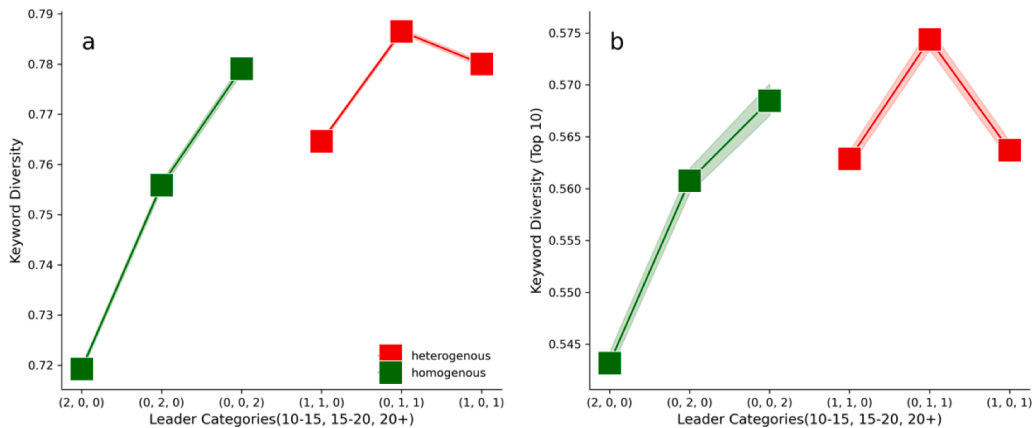 a
0.79
0.78
0.77
0.76
0.75
0.74
0.73
0.72
Keyword Diversity
heterogenous
homogenous
(2, 0, 0) (0, 2, 0) (0, 0, 2) (1, 1, 0) (0, 1, 1) (1, 0, 1)
Leader Categories(10-15, 15-20, 20+)
b
0.575
0.570
0.565
0.560
0.555
0.550
0.545
Keyword Diversity (Top 10)
(2, 0, 0) (0, 2, 0) (0, 0, 2) (1, 1, 0) (0, 1, 1) (1, 0, 1)
Leader Categories(10-15, 15-20, 20+)